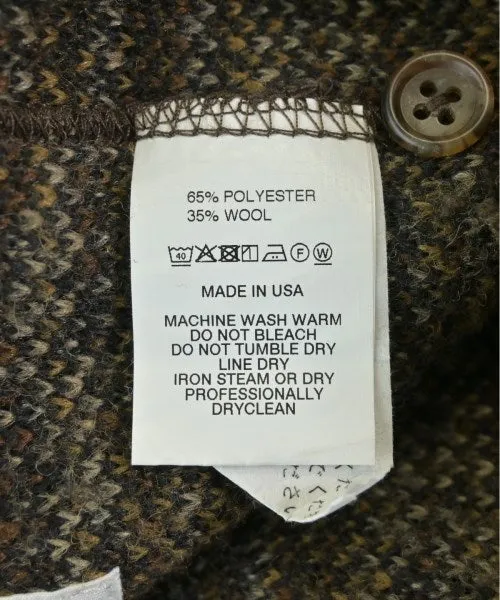 65% POLYESTER
35% WOOL
40 F W
MADE IN USA
MACHINE WASH WARM
DO NOT BLEACH
DO NOT TUMBLE DRY
LINE DRY
IRON STEAM OR DRY
PROFESSIONALLY
DRYCLEAN